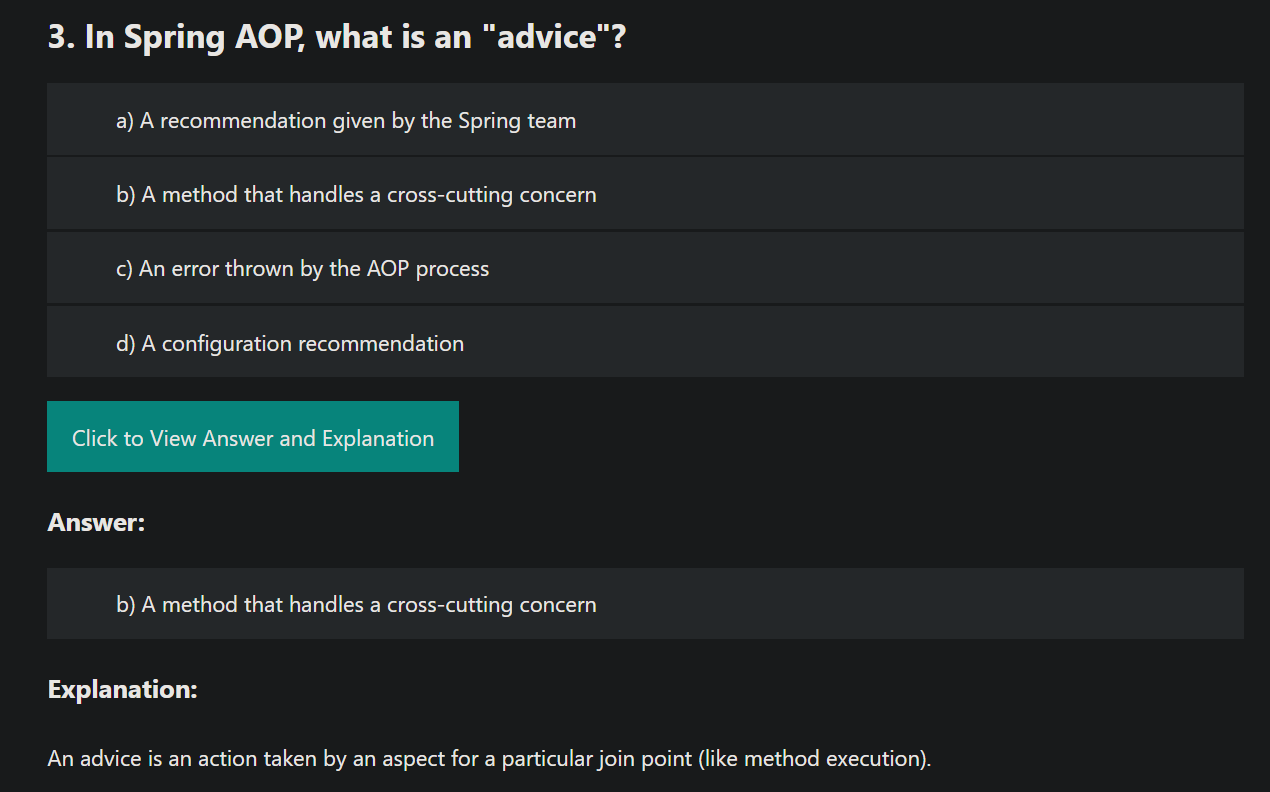 3. In Spring AOP, what is an "advice"?
a) A recommendation given by the Spring team
b) A method that handles a cross-cutting concern
c) An error thrown by the AOP process
d) A configuration recommendation
Click to View Answer and Explanation
Answer:
b) A method that handles a cross-cutting concern
Explanation:
An advice is an action taken by an aspect for a particular join point (like method execution).